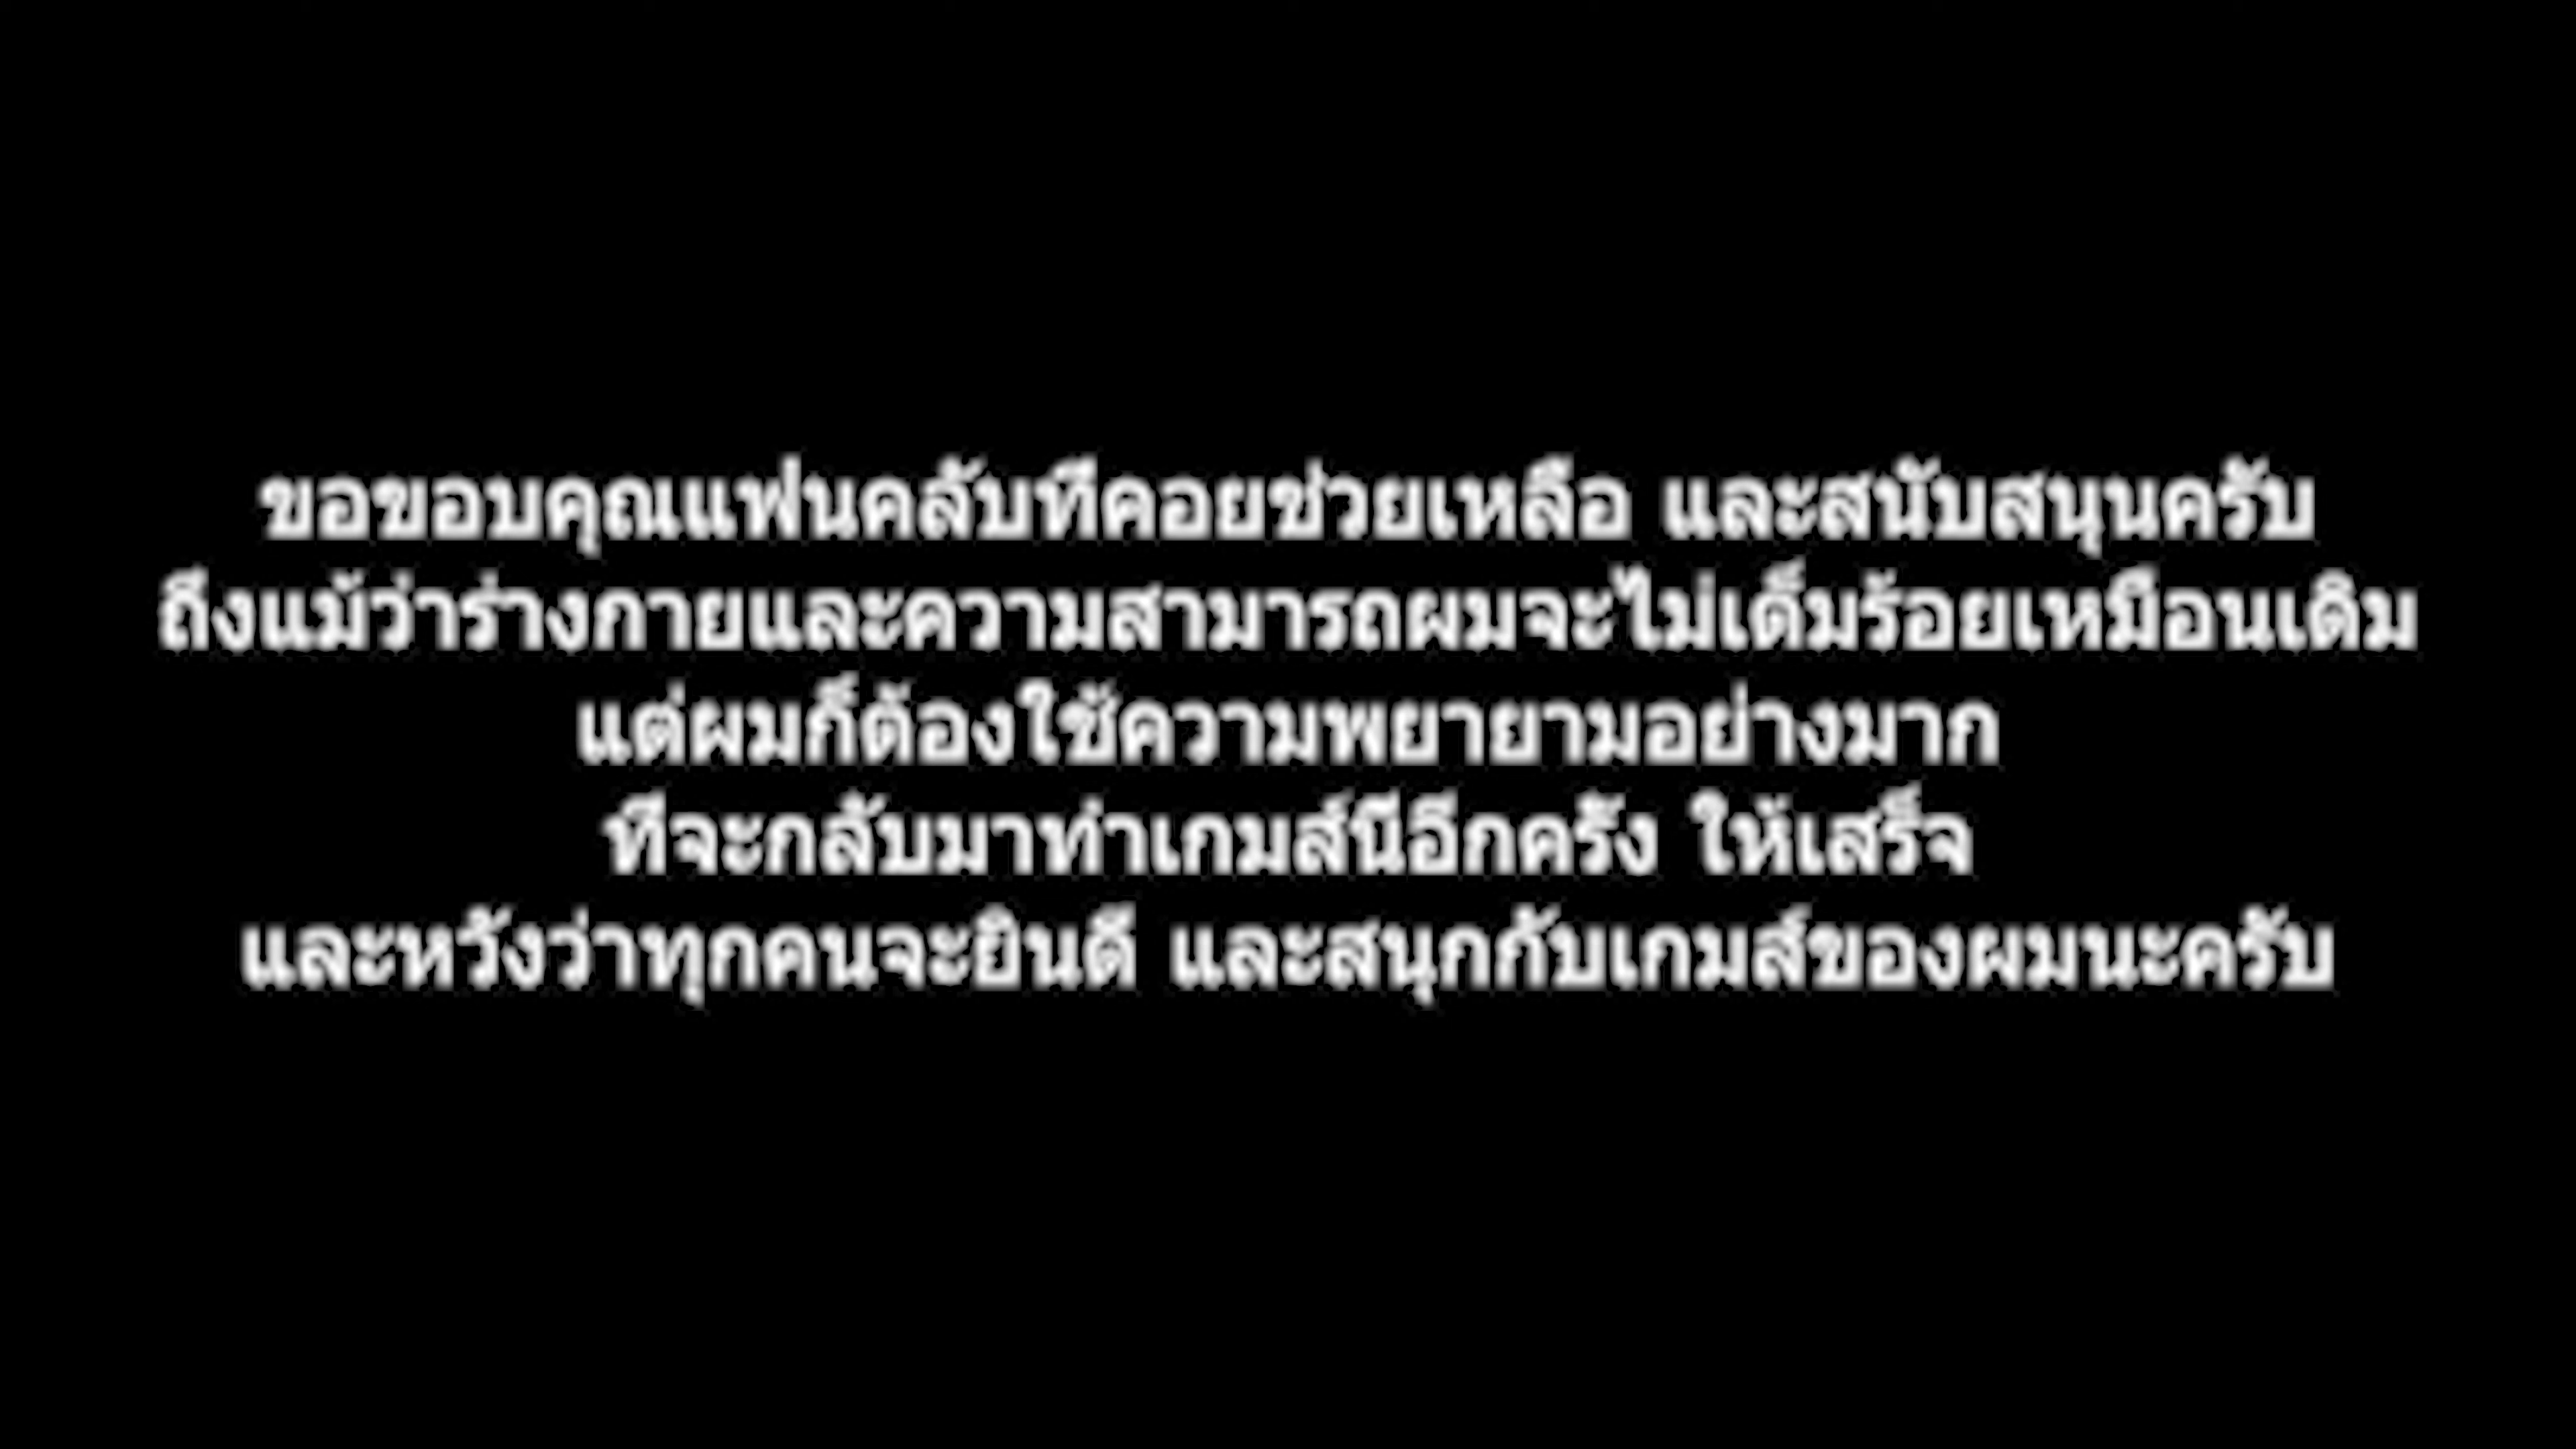 ขอขอบคุณแฟนคลับที่คอยช่วยเหลือ และสนับสนุนครับ
ถึงแม้ว่าร่างกายและความสามารถผมจะไม่เต็มร้อยเหมือนเดิม
แต่ผมก็ต้องใช้ความพยายามอย่างมาก
ที่จะกลับมาทำเกมส์นี้อีกครั้ง ให้เสร็จ
และหวังว่าทุกคนจะยินดี และสนุกกับเกมส์ของผมนะครับ